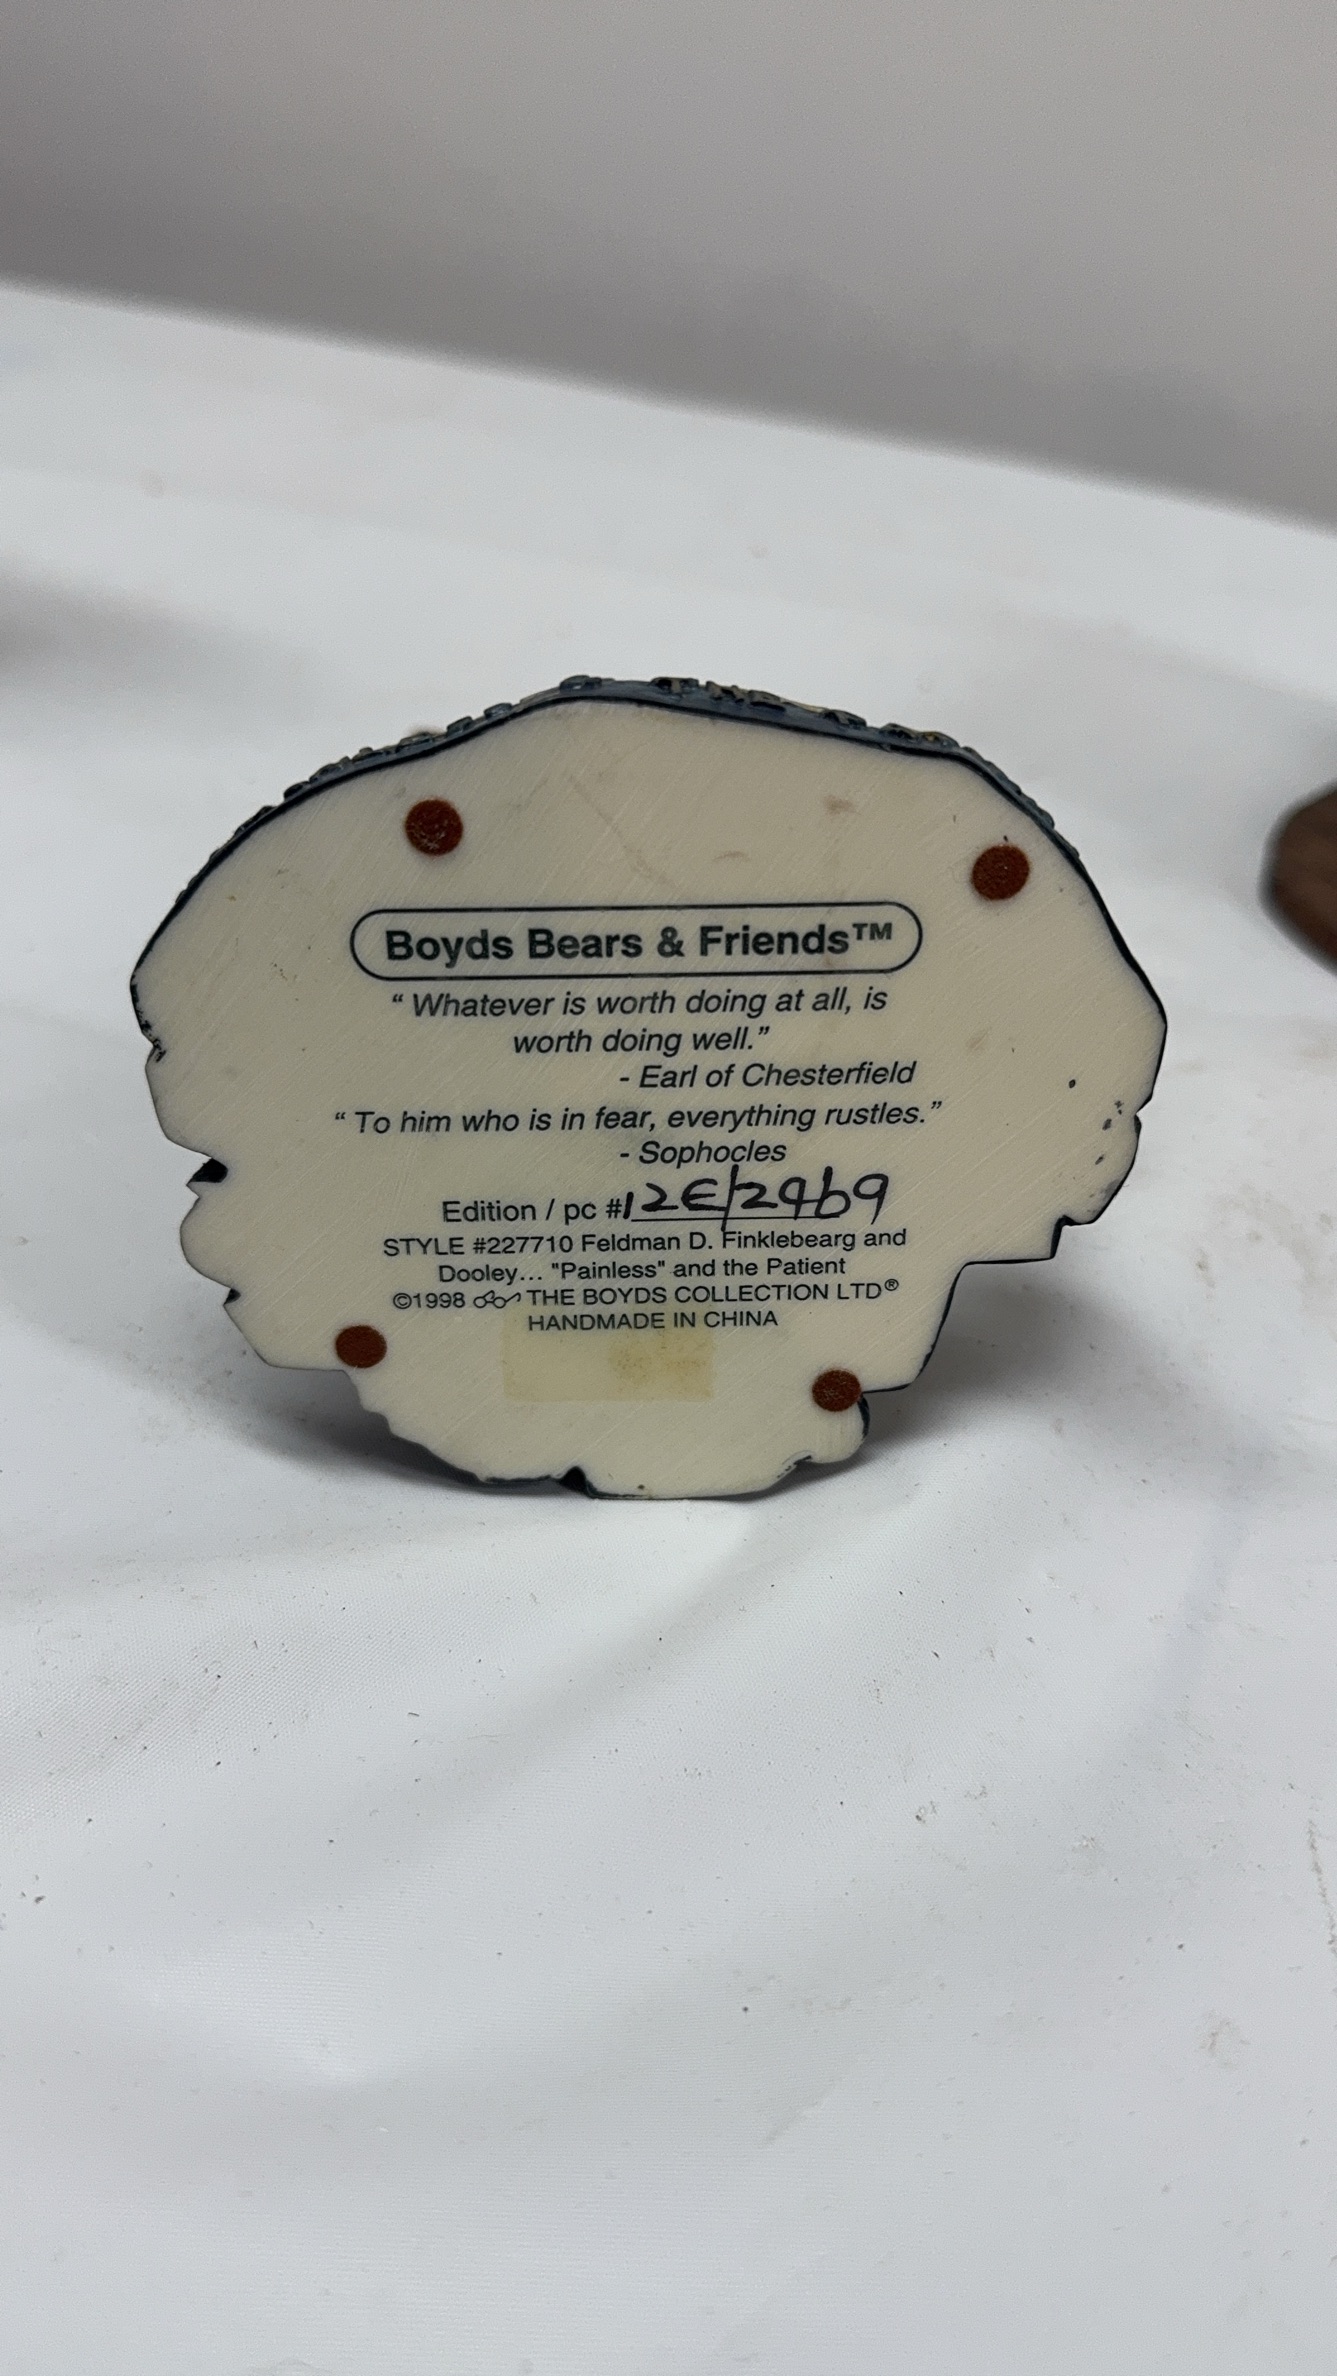 Boyds Bears & Friends™
“ Whatever is worth doing at all, is
worth doing well.”
- Earl of Chesterfield
“ To him who is in fear, everything rustles.”
- Sophocles
Edition / pc #12E/2969
STYLE #227710 Feldman D. Finklebearg and
Dooley... "Painless" and the Patient
©1998 THE BOYDS COLLECTION LTD®
HANDMADE IN CHINA